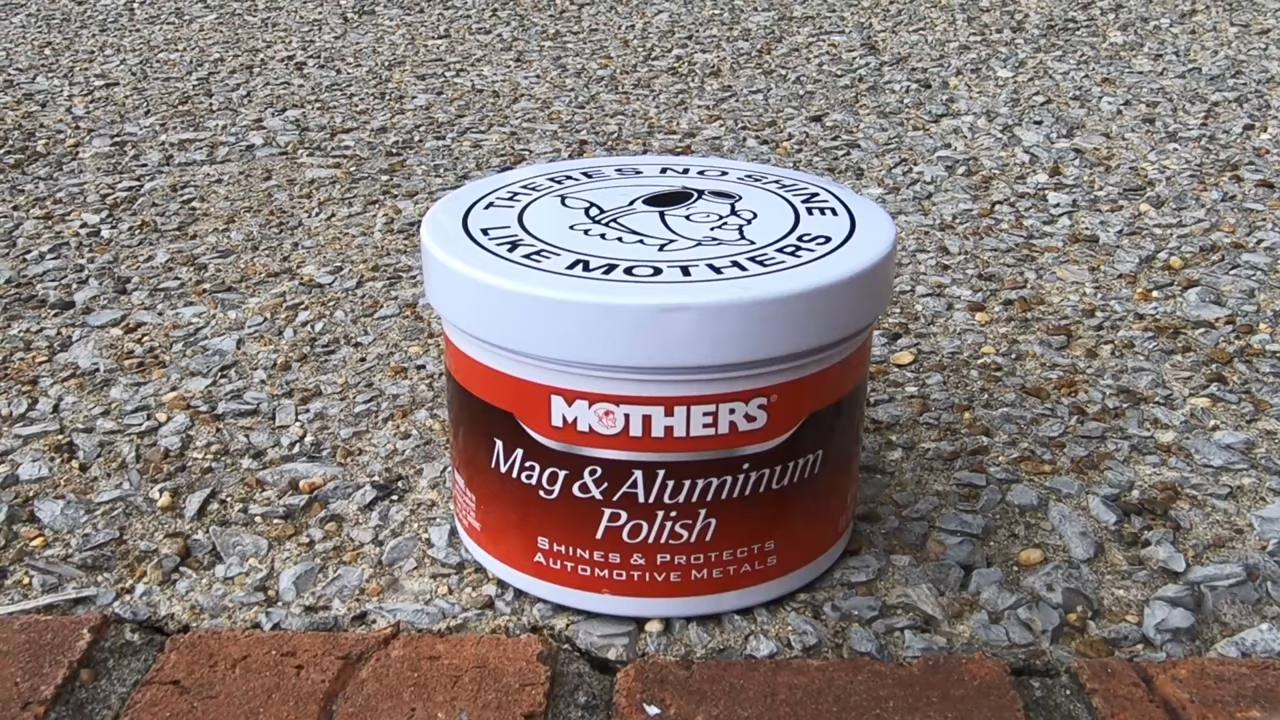 THERES NO SHINE
LIKE MOTHERS
MOTHERS®
Mag & Aluminum
Polish
SHINES & PROTECTS
AUTOMOTIVE METALS